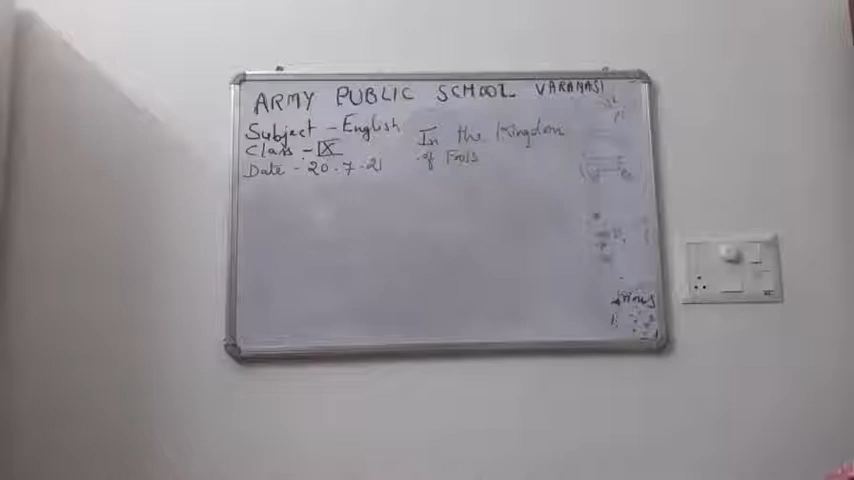 ARMY PUBLIC SCHOOL VARANASI
Subject - English
Class - IX
Date - 20.7.21
In the Kingdom
of Fools